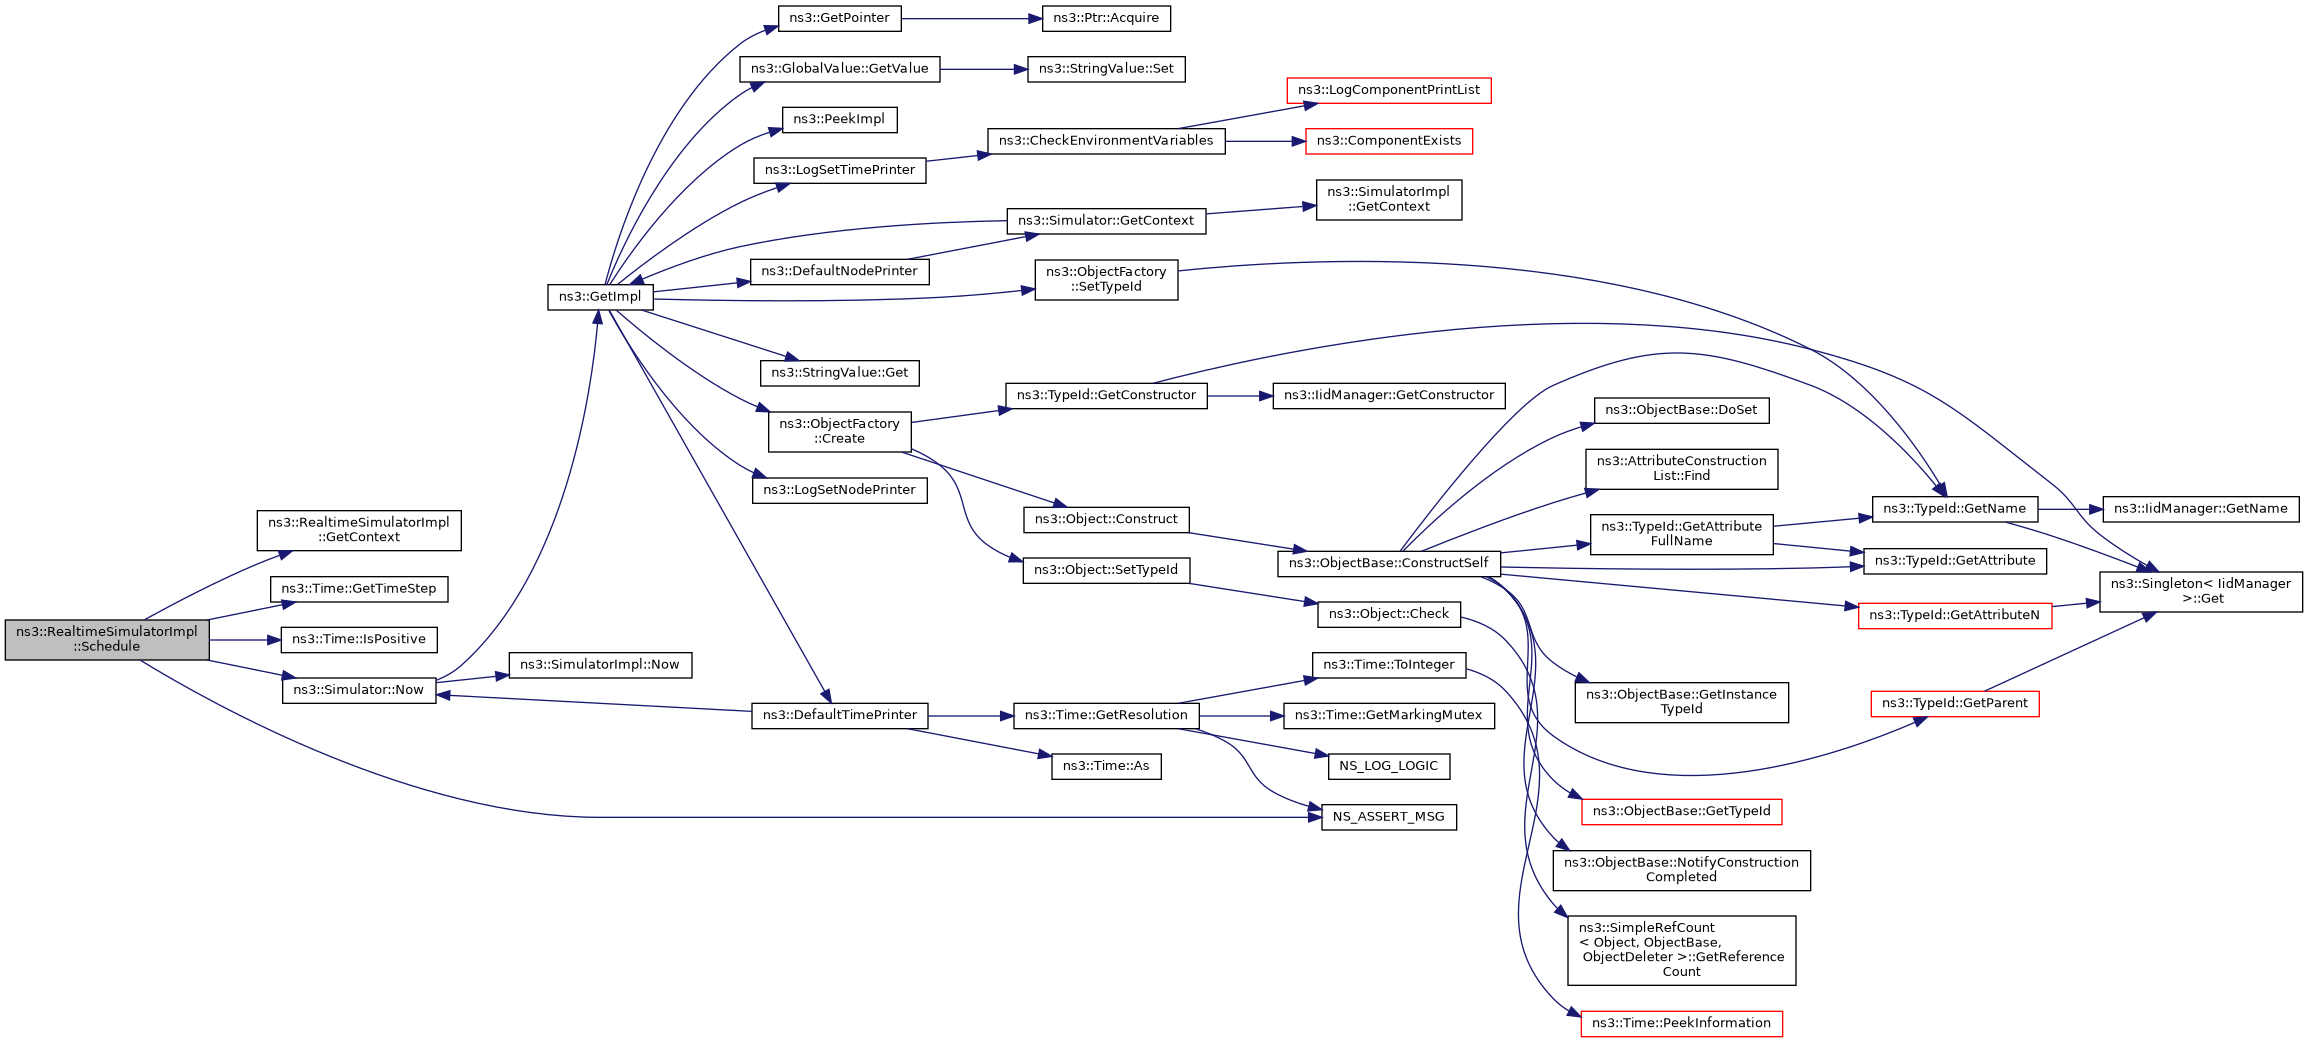 ns3::RealtimeSimulatorImpl
::Schedule
ns3::RealtimeSimulatorImpl
::GetContext
ns3::Time::GetTimeStep
ns3::Time::IsPositive
ns3::Simulator::Now
ns3::SimulatorImpl::Now
ns3::GetImpl
ns3::GetPointer
ns3::Ptr::Acquire
ns3::GlobalValue::GetValue
ns3::StringValue::Set
ns3::PeekImpl
ns3::LogSetTimePrinter
ns3::CheckEnvironmentVariables
ns3::LogComponentPrintList
ns3::ComponentExists
ns3::DefaultNodePrinter
ns3::Simulator::GetContext
ns3::SimulatorImpl
::GetContext
ns3::ObjectFactory
::SetTypeId
ns3::StringValue::Get
ns3::ObjectFactory
::Create
ns3::TypeId::GetConstructor
ns3::IidManager::GetConstructor
ns3::LogSetNodePrinter
ns3::Object::Construct
ns3::Object::SetTypeId
ns3::ObjectBase::ConstructSelf
ns3::Object::Check
ns3::DefaultTimePrinter
ns3::Time::GetResolution
ns3::Time::As
ns3::Time::ToInteger
ns3::Time::GetMarkingMutex
NS_LOG_LOGIC
NS_ASSERT_MSG
ns3::ObjectBase::DoSet
ns3::AttributeConstruction
List::Find
ns3::TypeId::GetAttribute
FullName
ns3::TypeId::GetName
ns3::IidManager::GetName
ns3::TypeId::GetAttribute
ns3::TypeId::GetAttributeN
ns3::Singleton< IidManager
>::Get
ns3::ObjectBase::GetInstance
TypeId
ns3::TypeId::GetParent
ns3::ObjectBase::GetTypeId
ns3::ObjectBase::NotifyConstruction
Completed
ns3::SimpleRefCount
< Object, ObjectBase,
ObjectDeleter >::GetReference
Count
ns3::Time::PeekInformation